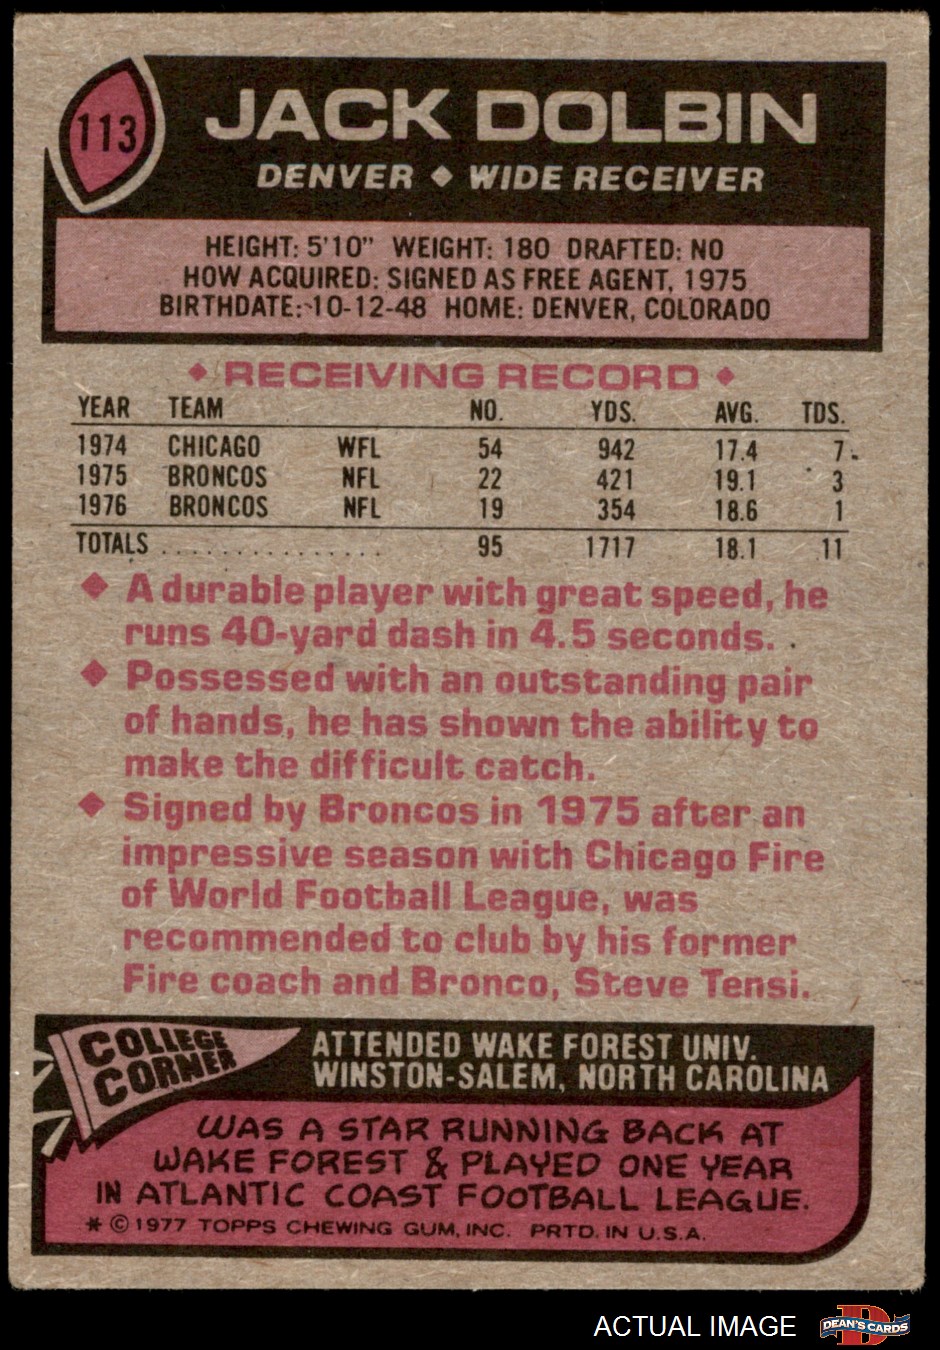 113
JACK DOLBIN
DENVER ◆ WIDE RECEIVER
HEIGHT: 5'10" WEIGHT: 180 DRAFTED: NO
HOW ACQUIRED: SIGNED AS FREE AGENT, 1975
BIRTHDATE: 10-12-48 HOME: DENVER, COLORADO
◆ RECEIVING RECORD ◆
YEAR TEAM NO. YDS. AVG. TDS.
1974 CHICAGO WFL 54 942 17.4 7
1975 BRONCOS NFL 22 421 19.1 3
1976 BRONCOS NFL 19 354 18.6 1
TOTALS ................ 95 1717 18.1 11
◆ A durable player with great speed, he
runs 40-yard dash in 4.5 seconds.
◆ Possessed with an outstanding pair
of hands, he has shown the ability to
make the difficult catch.
◆ Signed by Broncos in 1975 after an
impressive season with Chicago Fire
of World Football League, was
recommended to club by his former
Fire coach and Bronco, Steve Tensi.
COLLEGE
CORNER
ATTENDED WAKE FOREST UNIV.
WINSTON-SALEM, NORTH CAROLINA
WAS A STAR RUNNING BACK AT
WAKE FOREST & PLAYED ONE YEAR
IN ATLANTIC COAST FOOTBALL LEAGUE.
* © 1977 TOPPS CHEWING GUM, INC. PRTD. IN U.S.A.
ACTUAL IMAGE
D
DEAN'S CARDS